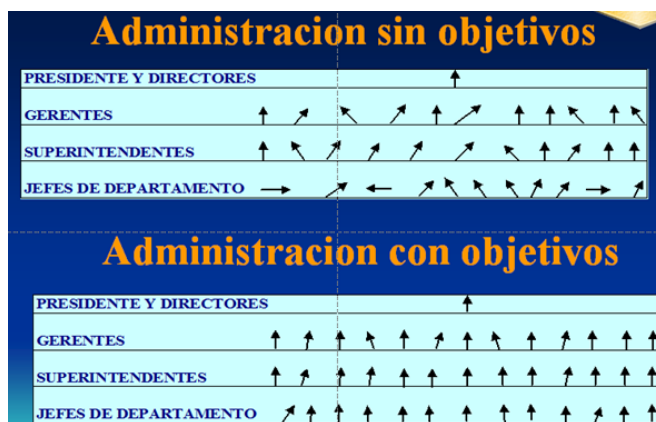 Administracion sin objetivos
PRESIDENTE Y DIRECTORES
GERENTES
SUPERINTENDENTES
JEFES DE DEPARTAMENTO
Administracion con objetivos
PRESIDENTE Y DIRECTORES
GERENTES
SUPERINTENDENTES
JEFES DE DEPARTAMENTO